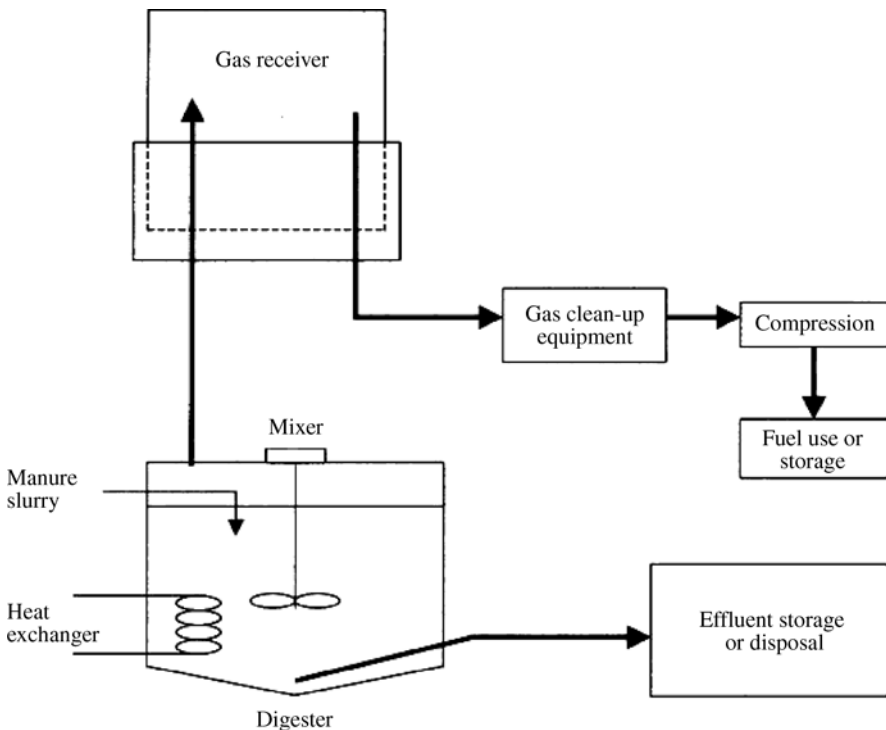 Gas receiver
Gas clean-up
equipment
Compression
Fuel use or
storage
Mixer
Manure
slurry
Heat
exchanger
Effluent storage
or disposal
Digester